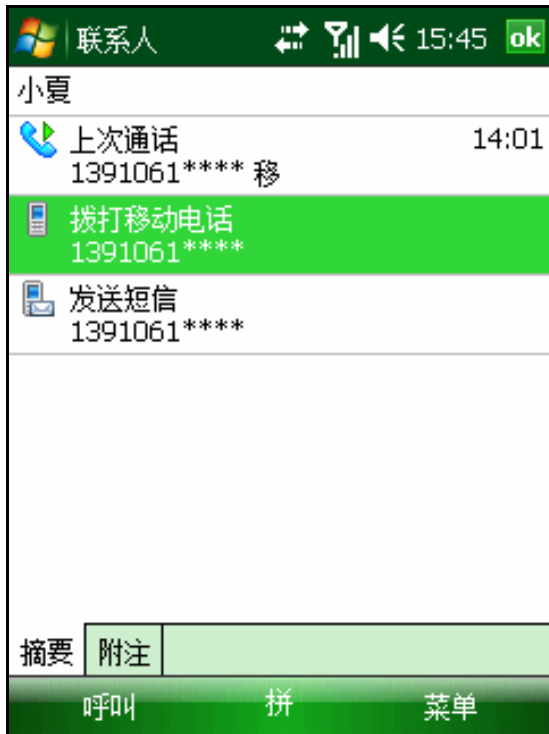 联系人 15:45 ok
小夏
上次通话 14:01
1391061**** 移
拨打移动电话
1391061****
发送短信
1391061****
摘要 附注
呼叫 拼 菜单